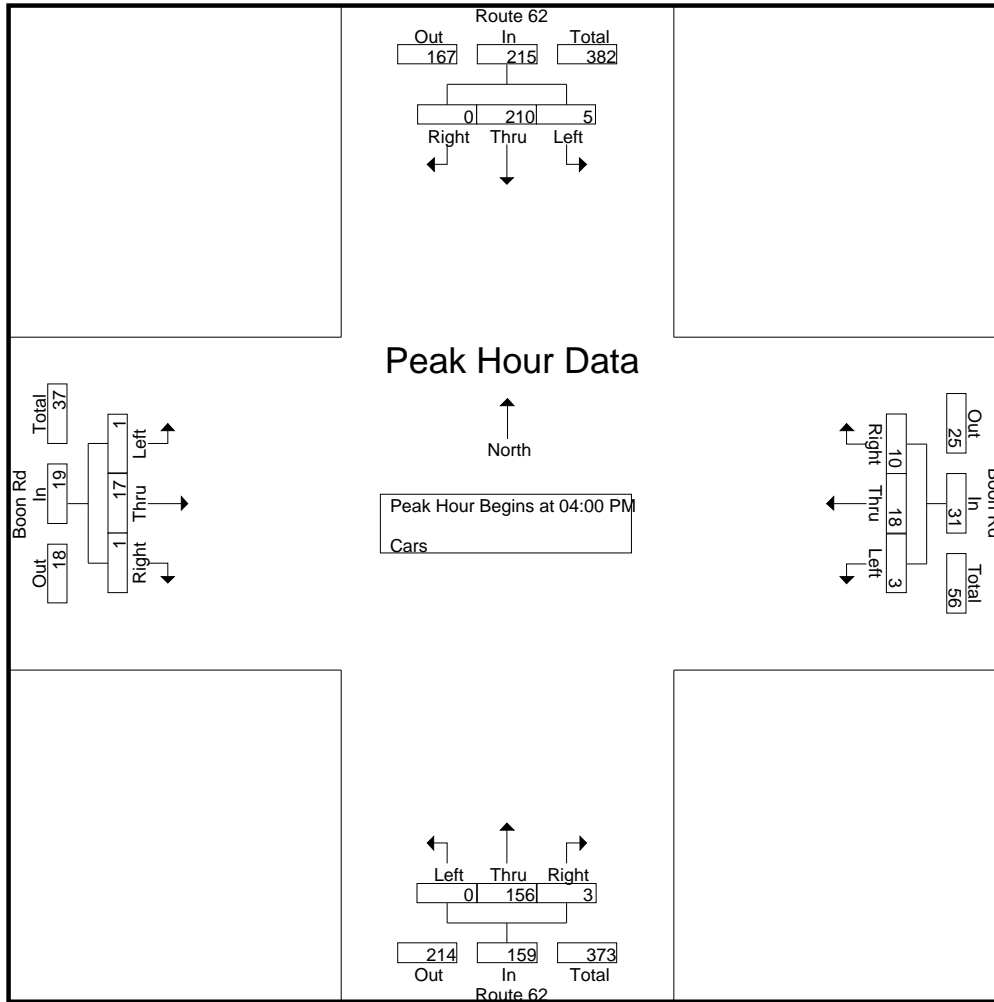 Route 62
Out In Total
167 215 382
0 210 5
Right Thru Left
Peak Hour Data
North
Peak Hour Begins at 04:00 PM
Cars
Boon Rd
Total In Out
37 19 18
1 17 1
Left Thru Right
Boon Rd
Out In Total
25 31 56
10 18 3
Right Thru Left
Left Thru Right
0 156 3
214 159 373
Out In Total
Route 62